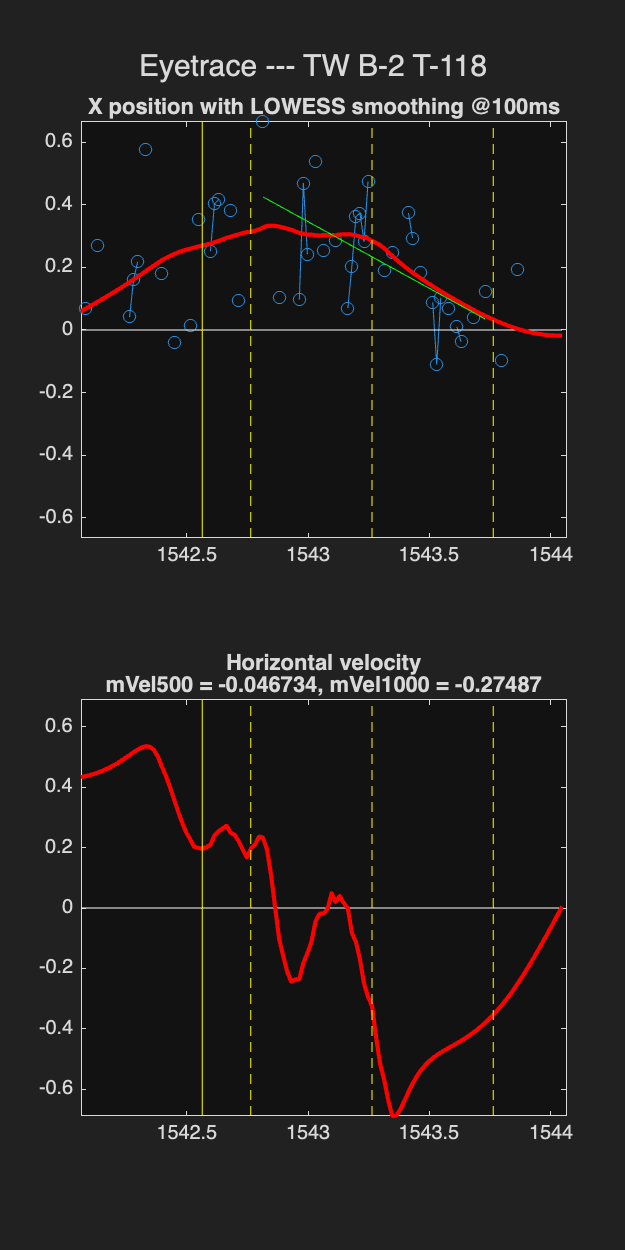 Eyetrace --- TW B-2 T-118
X position with LOWESS smoothing @100ms
0.6
0.4
0.2
0
-0.2
-0.4
-0.6
1542.5 1543 1543.5 1544
Horizontal velocity
mVel500 = -0.046734, mVel1000 = -0.27487
0.6
0.4
0.2
0
-0.2
-0.4
-0.6
1542.5 1543 1543.5 1544